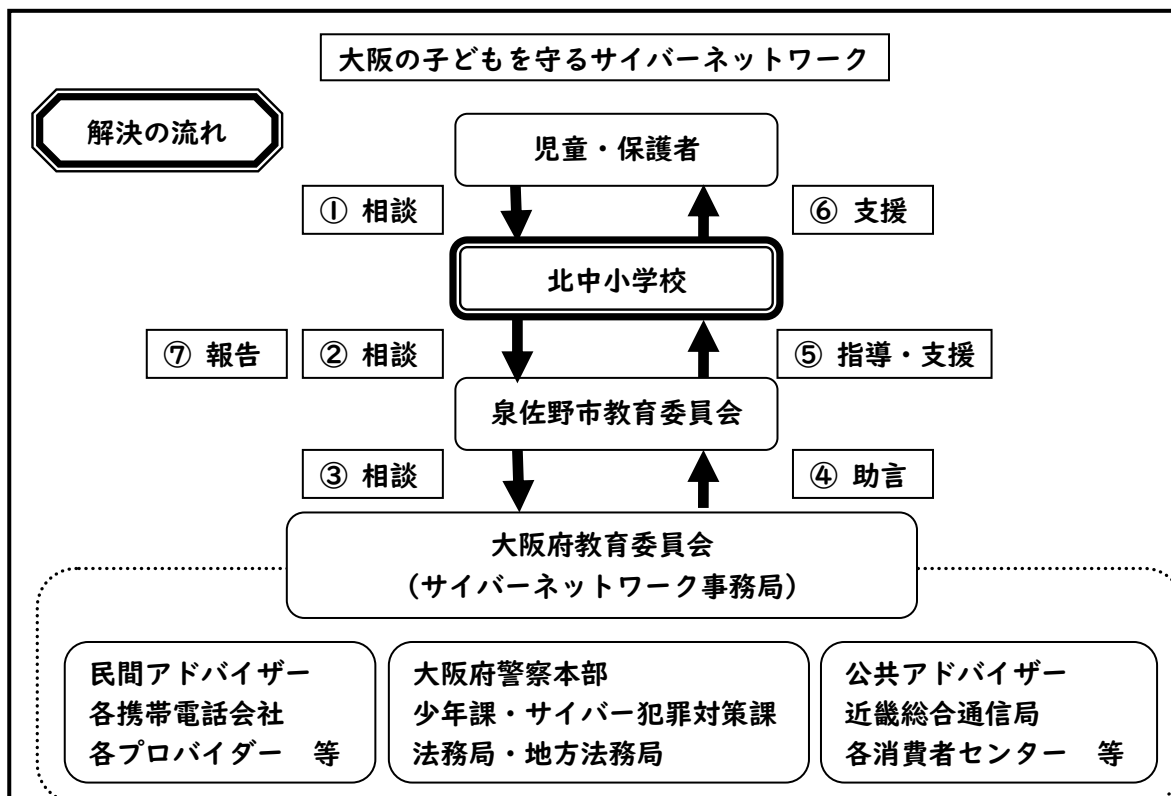 大阪の子どもを守るサイバーネットワーク
解決の流れ
児童・保護者
① 相談
⑥ 支援
北中小学校
⑦ 報告
② 相談
⑤ 指導・支援
泉佐野市教育委員会
③ 相談
④ 助言
大阪府教育委員会
（サイバーネットワーク事務局）
民間アドバイザー
各携帯電話会社
各プロバイダー　等
大阪府警察本部
少年課・サイバー犯罪対策課
法務局・地方法務局
公共アドバイザー
近畿総合通信局
各消費者センター　等